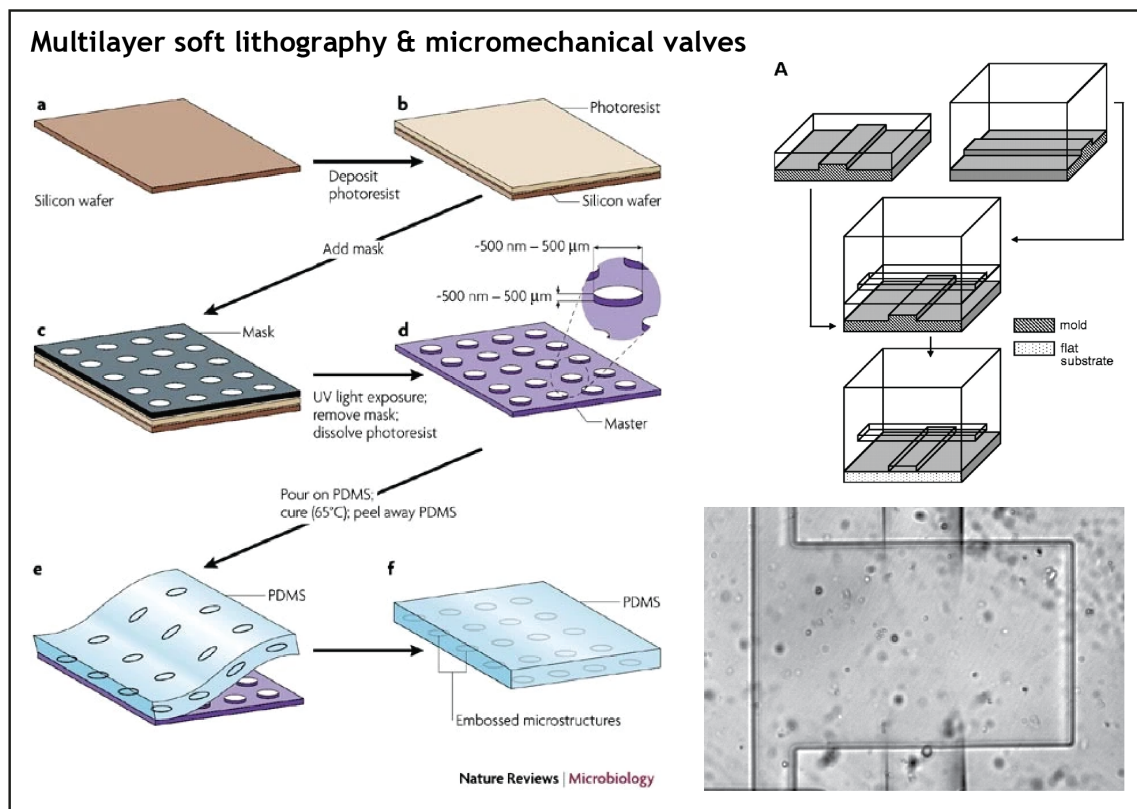 Multilayer soft lithography & micromechanical valves
a
Silicon wafer
Deposit
photoresist
b
Photoresist
Silicon wafer
Add mask
~500 nm – 500 µm
~500 nm – 500 µm
c
Mask
UV light exposure;
remove mask;
dissolve photoresist
d
Master
Pour on PDMS;
cure (65°C); peel away PDMS
e
PDMS
f
PDMS
Embossed microstructures
Nature Reviews | Microbiology
A
mold
flat
substrate